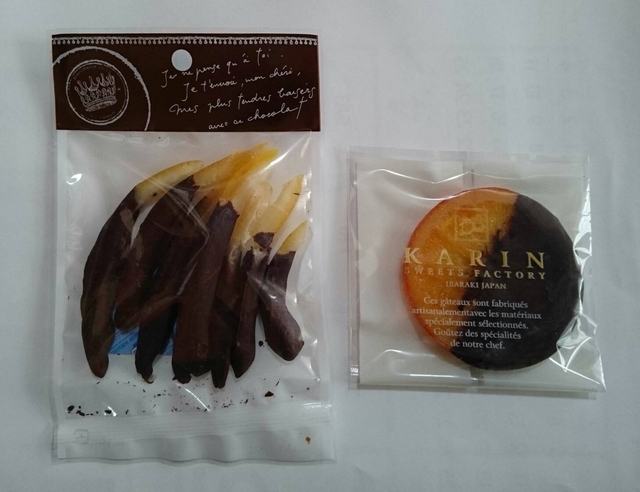 Je ne pense qu'à toi.
Je t'envoie, mon chéri,
mes plus tendres baisers
avec ce chocolat
KARIN
SWEETS FACTORY
IBARAKI JAPAN
Ces gâteaux sont fabriqués
artisanalementavec les matériaux
spécialement sélectionnés.
Goûtez des spécialités
de notre chef.